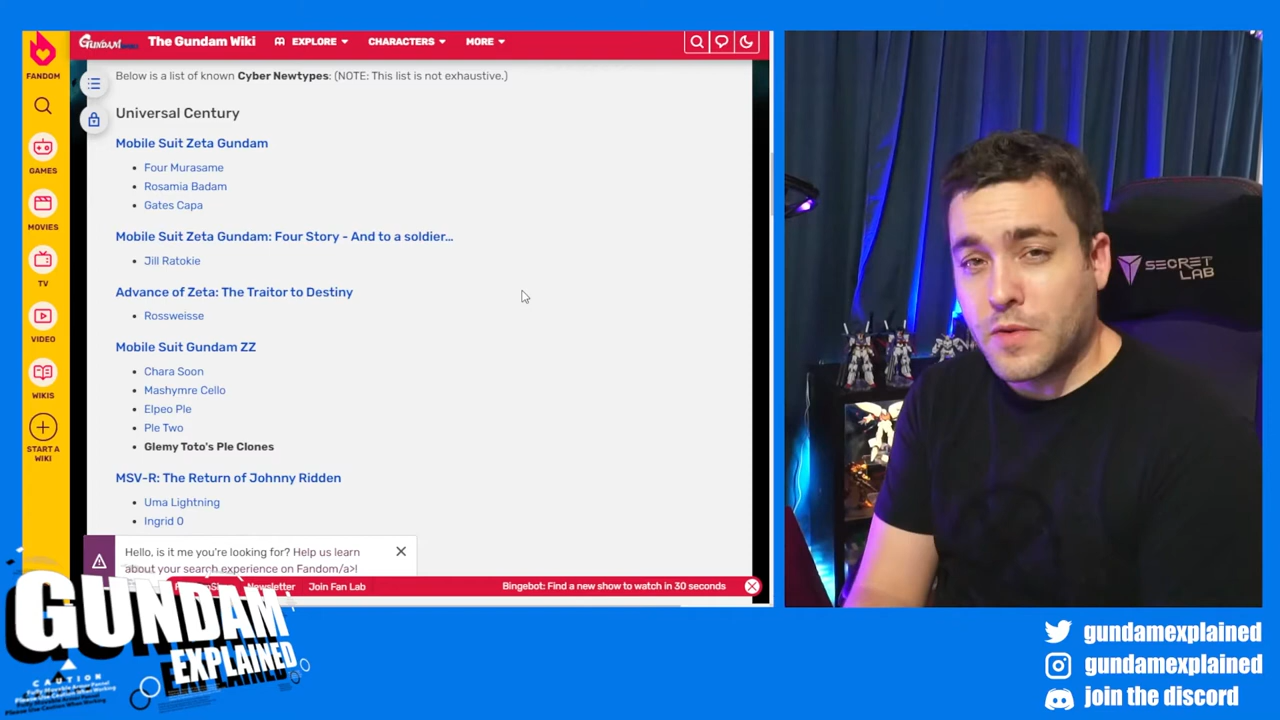 FANDOM
GAMES
MOVIES
TV
VIDEO
WIKIS
START A
WIKI
GUNDAM
The Gundam Wiki
EXPLORE
CHARACTERS
MORE
Below is a list of known Cyber Newtypes: (NOTE: This list is not exhaustive.)
Universal Century
Mobile Suit Zeta Gundam
Four Murasame
Rosamia Badam
Gates Capa
Mobile Suit Zeta Gundam: Four Story - And to a soldier...
Jill Ratokie
Advance of Zeta: The Traitor to Destiny
Rossweisse
Mobile Suit Gundam ZZ
Chara Soon
Mashymre Cello
Elpeo Ple
Ple Two
Glemy Toto's Ple Clones
MSV-R: The Return of Johnny Ridden
Uma Lightning
Ingrid 0
Hello, is it me you're looking for? Help us learn
about your search experience on Fandom/a>!
Newsletter
Join Fan Lab
Bingebot: Find a new show to watch in 30 seconds
SECRET
LAB
GUNDAM
EXPLAINED
CAUTION
gundamexplained
gundamexplained
join the discord